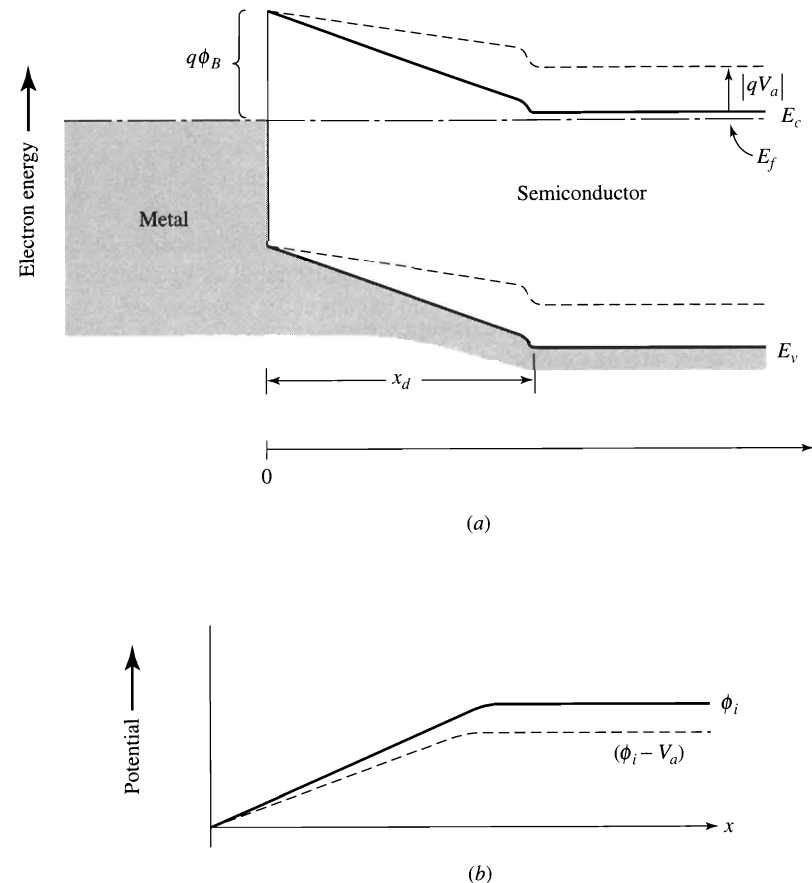 qϕ_B
|qV_a|
E_c
E_f
Electron energy
Metal
Semiconductor
E_v
x_d
0
(a)
Potential
ϕ_i
(ϕ_i − V_a)
x
(b)